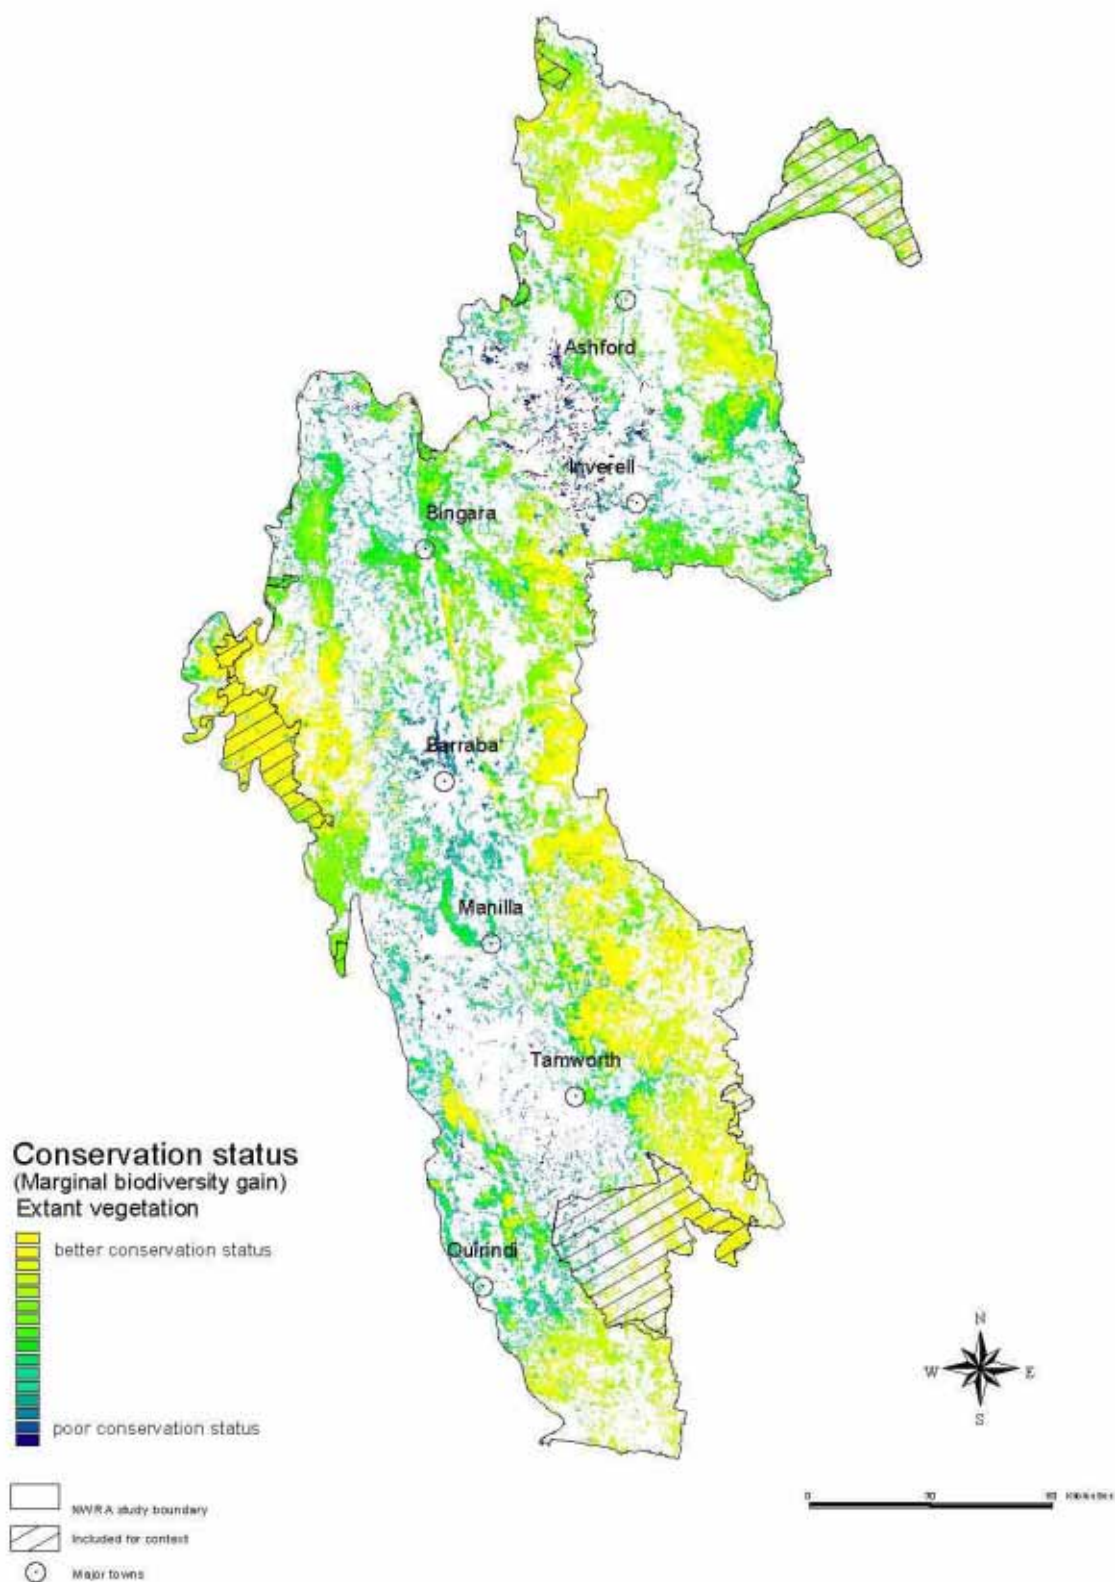 Ashford
Inverell
Bingara
Barraba
Manilla
Tamworth
Conservation status
(Marginal biodiversity gain)
Extant vegetation
better conservation status
Quirindi
poor conservation status
N
W
E
S
NWRA study boundary
Included for context
Major towns
0